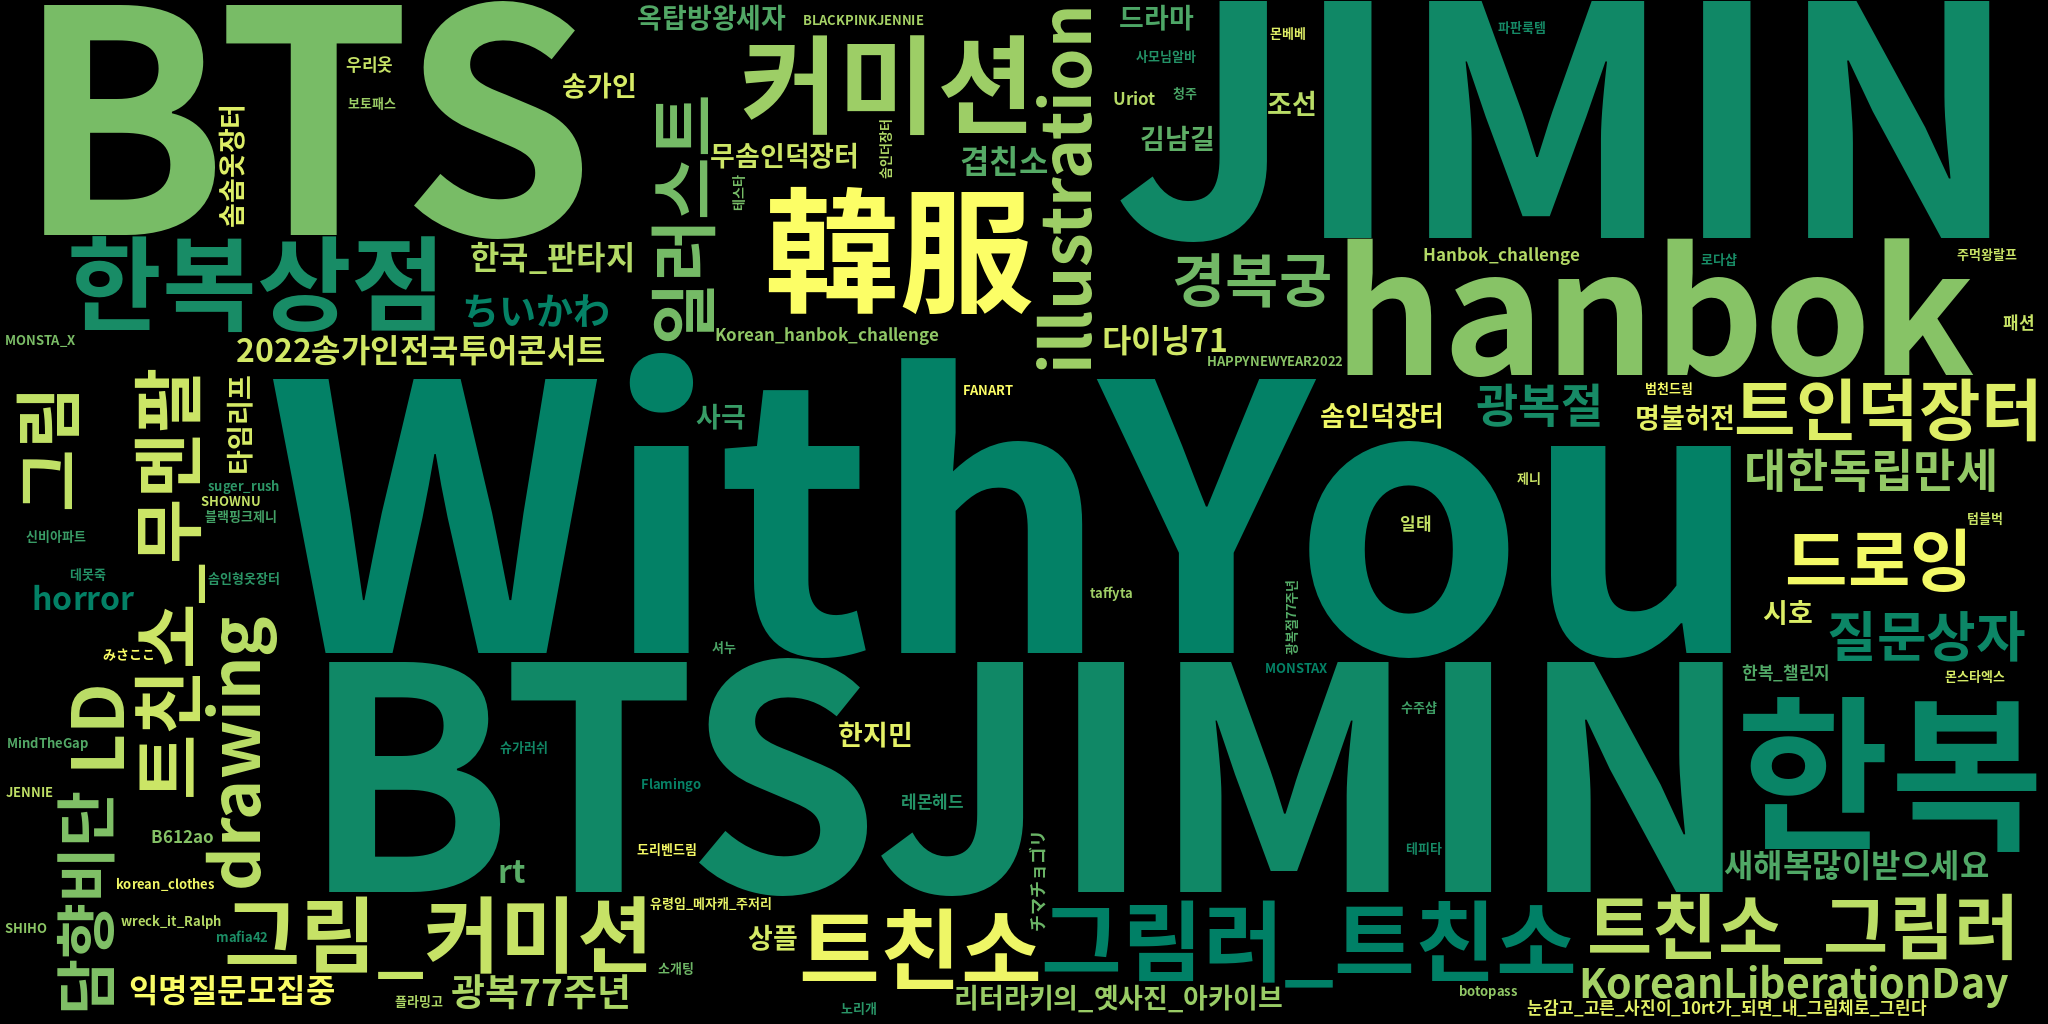 BTS
우리옷
보토패스
송가인
솜솜옷장터
옥탑방왕세자
BLACKPINKJENNIE
커미션
일러스트
무솜인덕장터
솜인더장터
테스타
겹친소
韓服
illustration
드라마
사모님알바
Uriot
청주
김남길
JIMIN
몬베베
파판룩템
조선
한복상점
한국_판타지
ちいかわ
MONSTA_X
2022송가인전국투어콘서트
Korean_hanbok_challenge
경복궁
다이닝71
HAPPYNEWYEAR2022
hanbok
Hanbok_challenge
로다샵
주먹왕랄프
패션
그림
트친소_무멘팔
타임리프
suger_rush
SHOWNU
블랙핑크제니
신비아파트
데못죽
horror
솜인형옷장터
WithYou
사극
FANART
솜인덕장터
광복절
범천드림
명불허전
트인덕장터
대한독립만세
제니
일태
텀블벅
드로잉
taffyta
광복절77주년
시호
질문상자
셔누
みさここ
drawing
LD
MindTheGap
JENNIE
담향비단
B612ao
korean_clothes
wreck_it_Ralph
SHIHO
mafia42
BTSJIMIN
MONSTAX
한복_챌린지
몬스타엑스
수주샵
한지민
슈가러쉬
Flamingo
레몬헤드
도리벤드림
테피타
한복
새해복많이받으세요
rt
チマチョゴリ
그림_커미션
유령임_메자캐_주저리
상플
트친소
그림러_트친소
트친소_그림러
소개팅
익명질문모집중
플라밍고
광복77주년
노리개
리터라키의_옛사진_아카이브
botopass
KoreanLiberationDay
눈감고_고른_사진이_10rt가_되면_내_그림체로_그린다